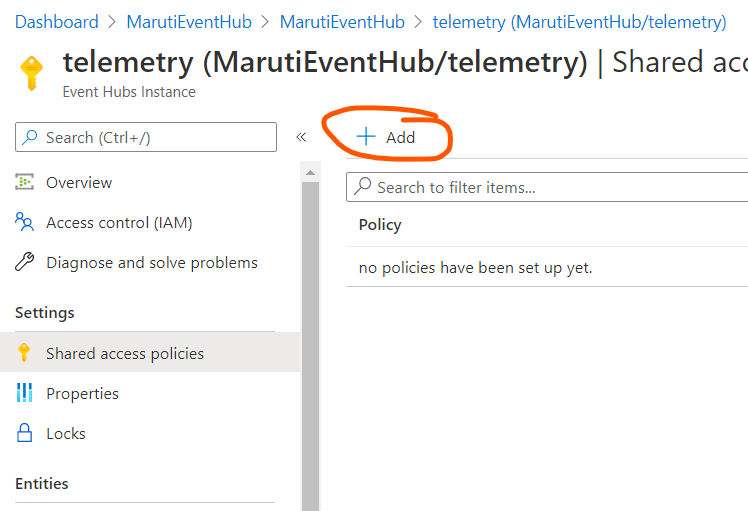 Dashboard > MarutiEventHub > MarutiEventHub > telemetry (MarutiEventHub/telemetry)
telemetry (MarutiEventHub/telemetry) | Shared acc
Event Hubs Instance
Search (Ctrl+/)
«
+ Add
Overview
Search to filter items...
Access control (IAM)
Policy
Diagnose and solve problems
no policies have been set up yet.
Settings
Shared access policies
Properties
Locks
Entities